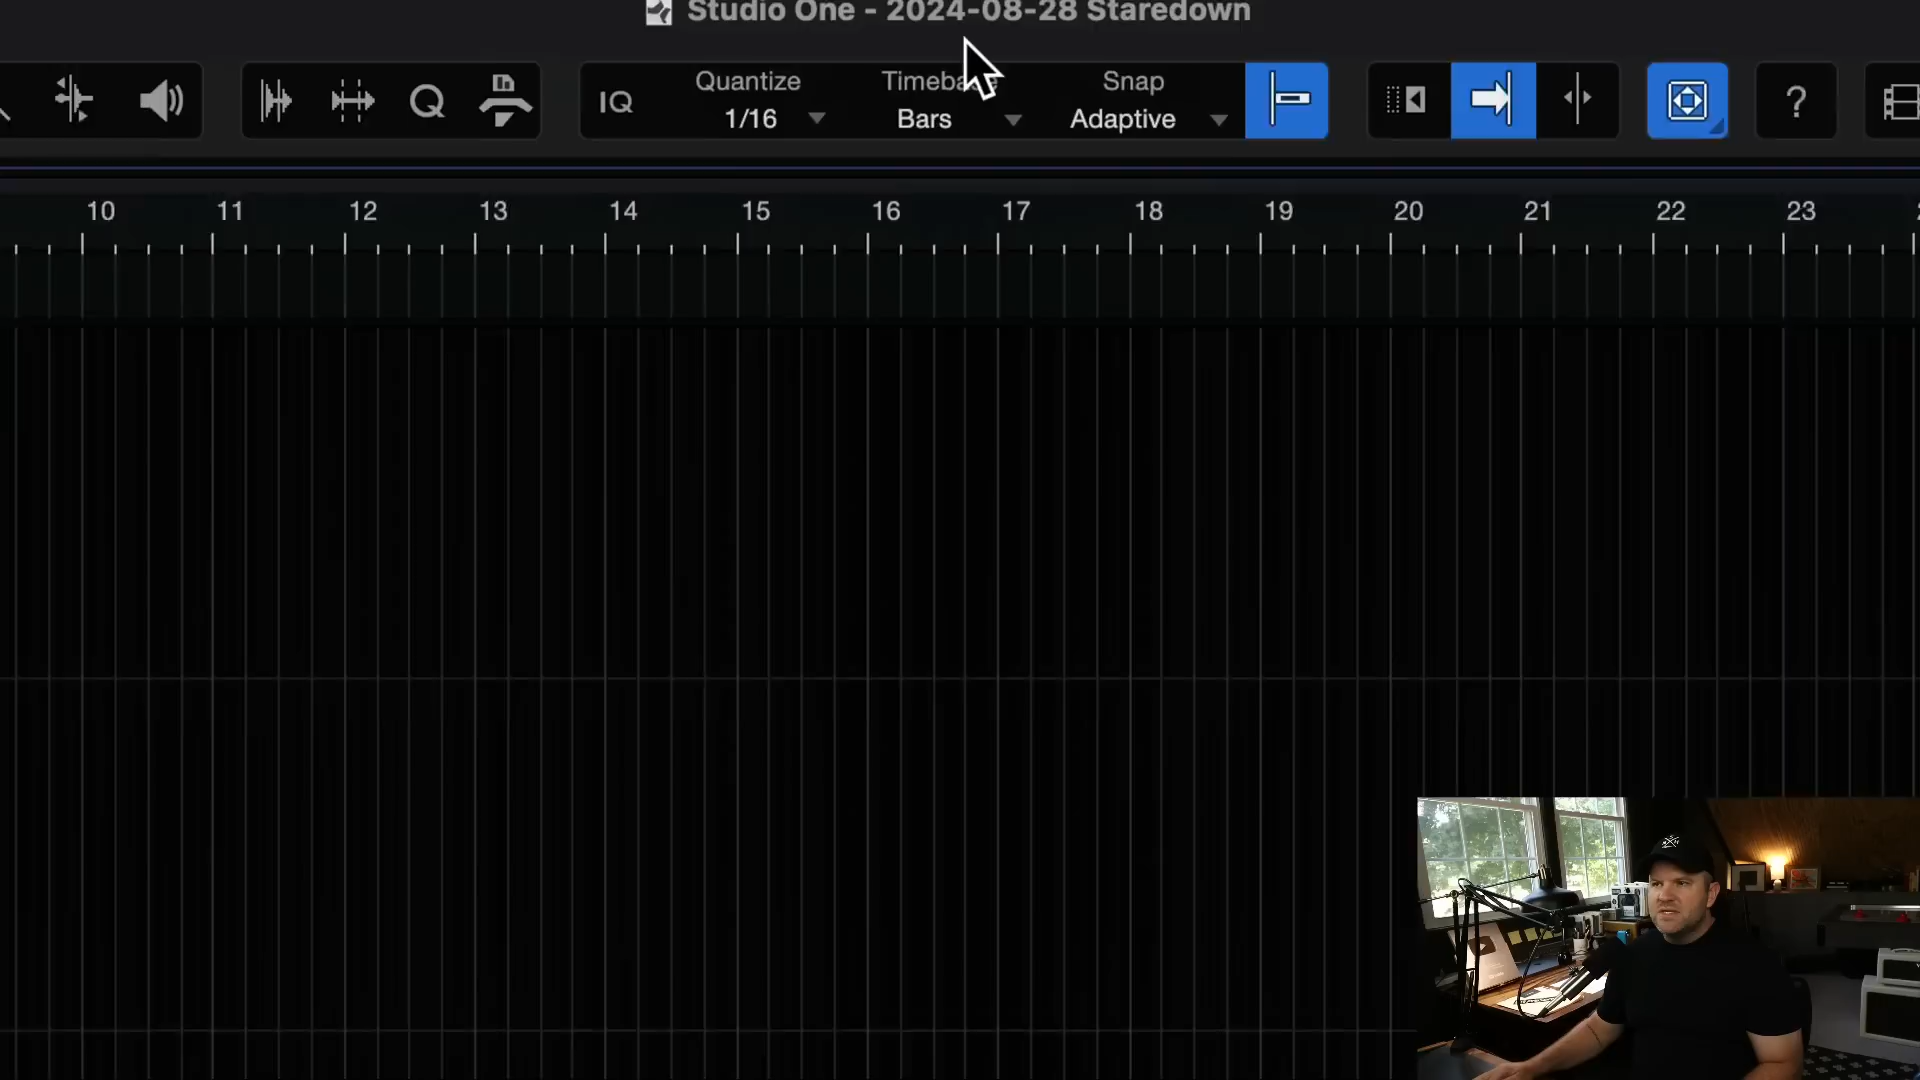 Studio One - 2024-08-28 Staredown
IQ
Quantize
Timebase
Snap
1/16
Bars
Adaptive
Q
?
10 11 12 13 14 15 16 17 18 19 20 21 22 23